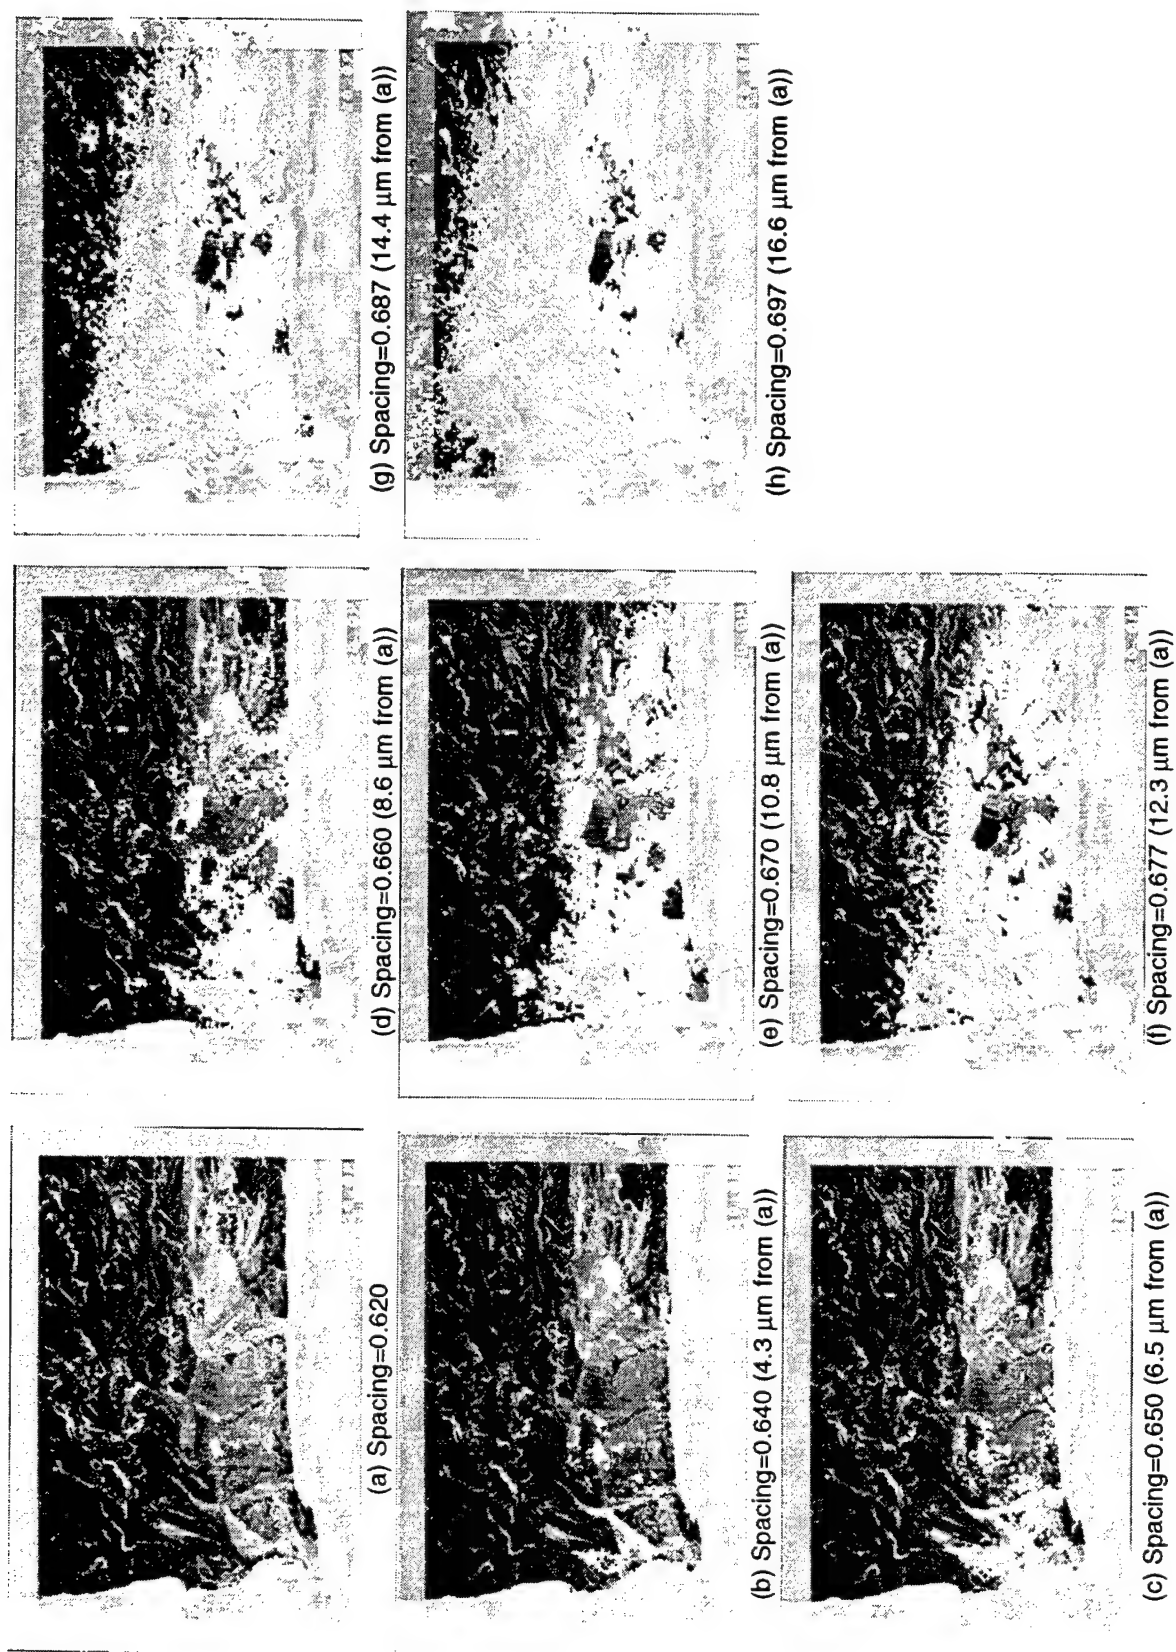 (a) Spacing=0.620
(b) Spacing=0.640 (4.3 μm from (a))
(c) Spacing=0.650 (6.5 μm from (a))
(d) Spacing=0.660 (8.6 μm from (a))
(e) Spacing=0.670 (10.8 μm from (a))
(f) Spacing=0.677 (12.3 μm from (a))
(g) Spacing=0.687 (14.4 μm from (a))
(h) Spacing=0.697 (16.6 μm from (a))